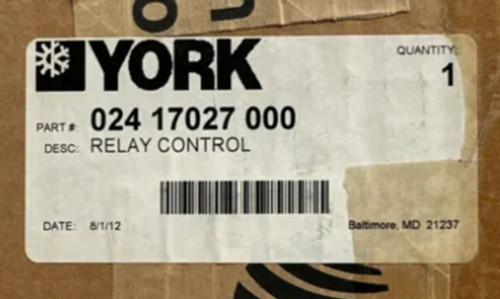 YORK
QUANTITY:
1
PART #: 024 17027 000
DESC: RELAY CONTROL
DATE: 8/1/12
Baltimore, MD 21237